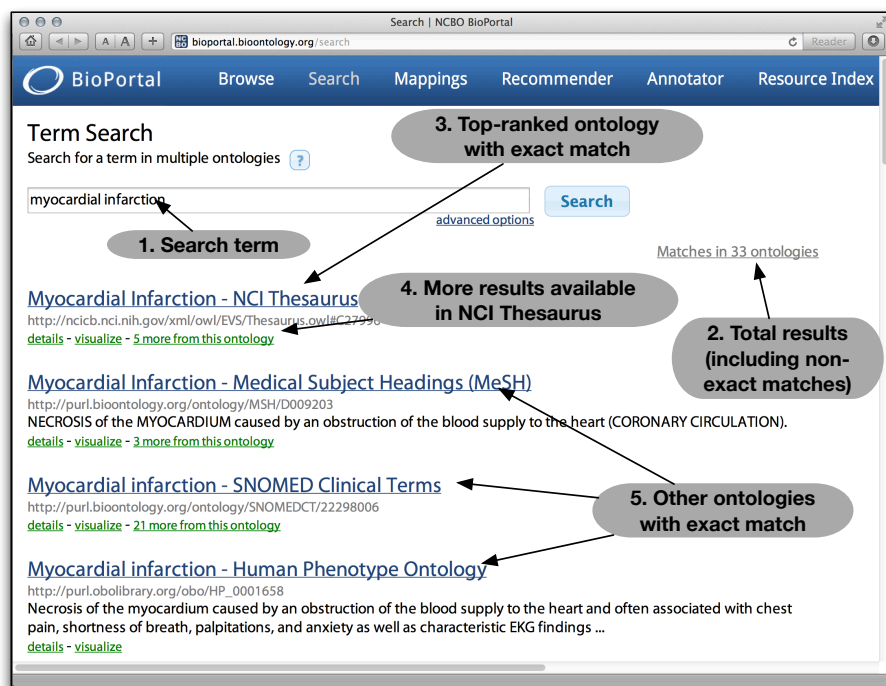 Search | NCBO BioPortal
A A + NC BO bioportal.bioontology.org/search Reader
BioPortal Browse Search Mappings Recommender Annotator Resource Index
Term Search
3. Top-ranked ontology
with exact match
Search for a term in multiple ontologies ?
myocardial infarction Search
advanced options
1. Search term
Matches in 33 ontologies
Myocardial Infarction - NCI Thesaurus
4. More results available
in NCI Thesaurus
http://ncicb.nci.nih.gov/xml/owl/EVS/Thesaurus.owl#C27996
details - visualize - 5 more from this ontology
2. Total results
(including non-
exact matches)
Myocardial Infarction - Medical Subject Headings (MeSH)
http://purl.bioontology.org/ontology/MSH/D009203
NECROSIS of the MYOCARDIUM caused by an obstruction of the blood supply to the heart (CORONARY CIRCULATION).
details - visualize - 3 more from this ontology
Myocardial infarction - SNOMED Clinical Terms
http://purl.bioontology.org/ontology/SNOMEDCT/22298006
details - visualize - 21 more from this ontology
5. Other ontologies
with exact match
Myocardial infarction - Human Phenotype Ontology
http://purl.obolibrary.org/obo/HP_0001658
Necrosis of the myocardium caused by an obstruction of the blood supply to the heart and often associated with chest
pain, shortness of breath, palpitations, and anxiety as well as characteristic EKG findings ...
details - visualize